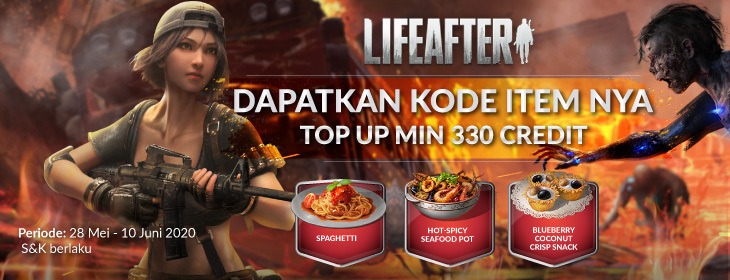 LIFEAFTER
DAPATKAN KODE ITEM NYA
TOP UP MIN 330 CREDIT
SPAGHETTI
HOT-SPICY
SEAFOOD POT
BLUEBERRY
COCONUT
CRISP SNACK
Periode: 28 Mei - 10 Juni 2020
S&K berlaku